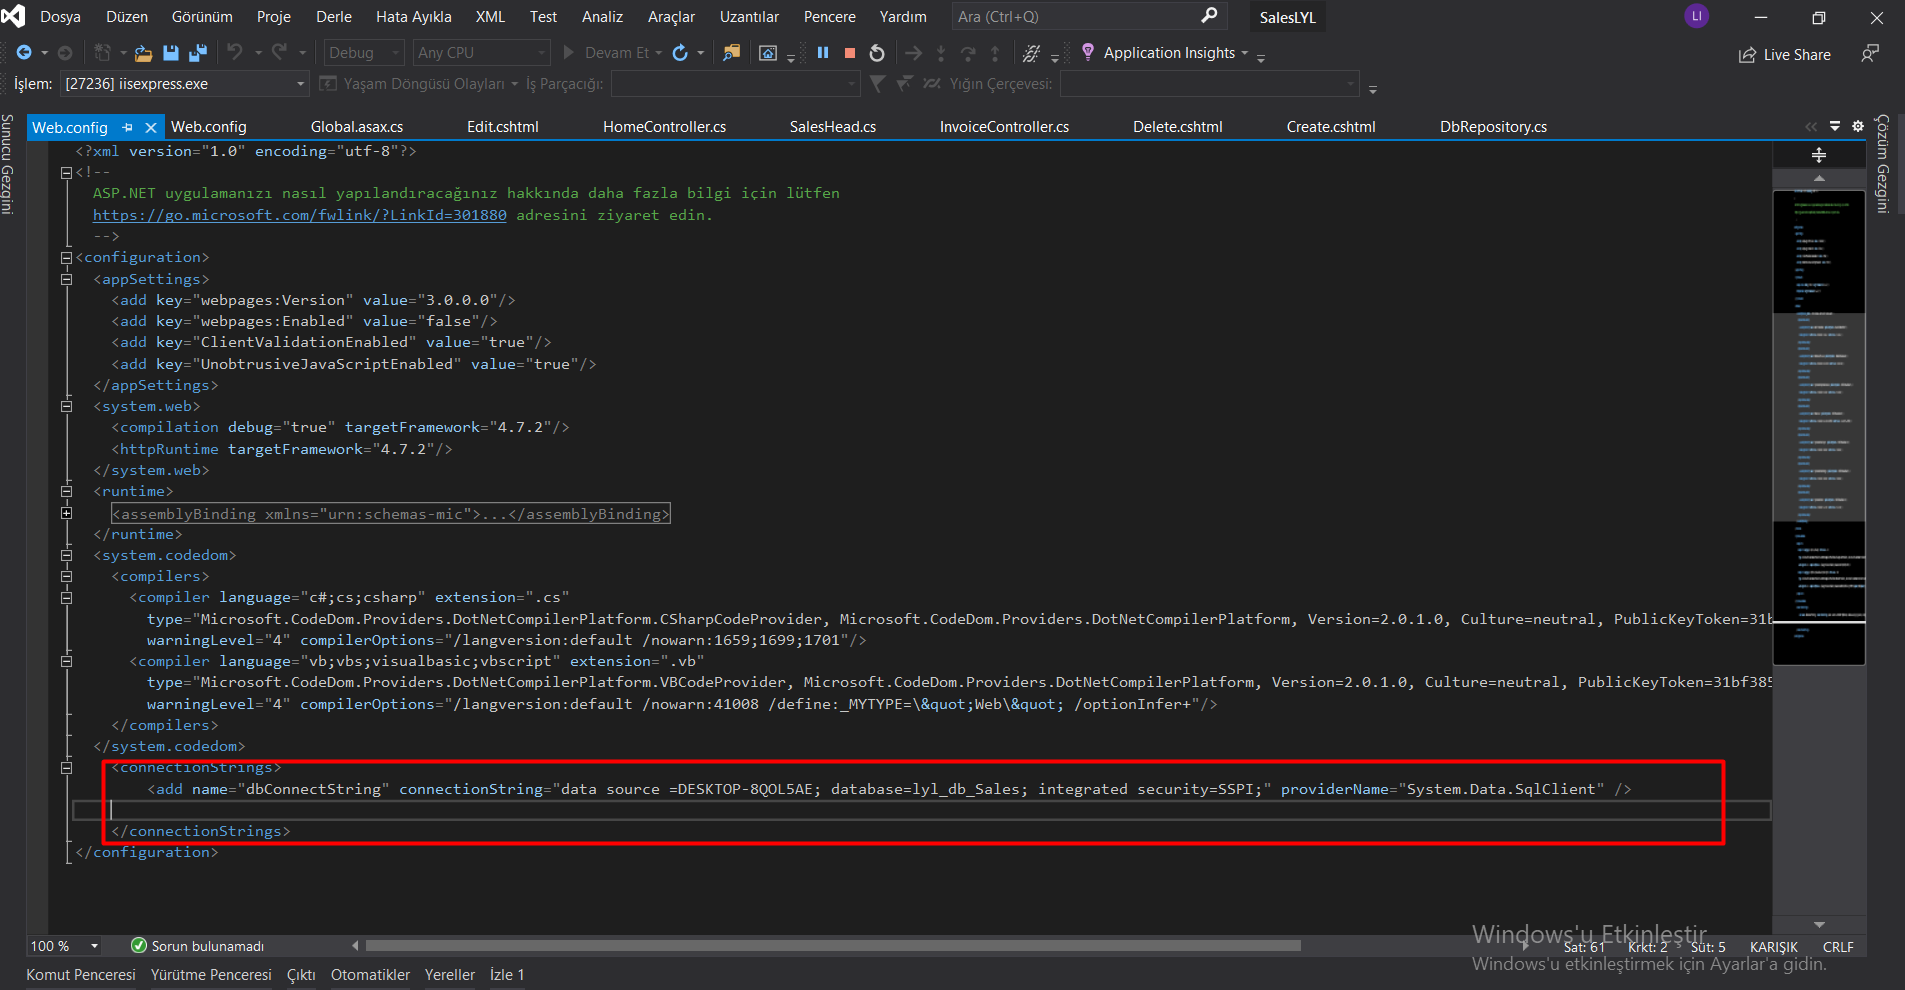 Dosya Düzen Görünüm Proje Derle Hata Ayıkla XML Test Analiz Araçlar Uzantılar Pencere Yardım Ara (Ctrl+Q) SalesLYL LI
Debug Any CPU Devam Et Application Insights Live Share
İşlem: [27236] iisexpress.exe Yaşam Döngüsü Olayları İş Parçacığı: Yığın Çerçevesi:
Sunucu Gezgini
Çözüm Gezgini
Web.config Web.config Global.asax.cs Edit.cshtml HomeController.cs SalesHead.cs InvoiceController.cs Delete.cshtml Create.cshtml DbRepository.cs
<?xml version="1.0" encoding="utf-8"?>
<!--
ASP.NET uygulamanızı nasıl yapılandıracağınız hakkında daha fazla bilgi için lütfen
https://go.microsoft.com/fwlink/?LinkId=301880 adresini ziyaret edin.
-->
<configuration>
<appSettings>
<add key="webpages:Version" value="3.0.0.0"/>
<add key="webpages:Enabled" value="false"/>
<add key="ClientValidationEnabled" value="true"/>
<add key="UnobtrusiveJavaScriptEnabled" value="true"/>
</appSettings>
<system.web>
<compilation debug="true" targetFramework="4.7.2"/>
<httpRuntime targetFramework="4.7.2"/>
</system.web>
<runtime>
<assemblyBinding xmlns="urn:schemas-mic">...</assemblyBinding>
</runtime>
<system.codedom>
<compilers>
<compiler language="c#;cs;csharp" extension=".cs"
type="Microsoft.CodeDom.Providers.DotNetCompilerPlatform.CSharpCodeProvider, Microsoft.CodeDom.Providers.DotNetCompilerPlatform, Version=2.0.1.0, Culture=neutral, PublicKeyToken=31b
warningLevel="4" compilerOptions="/langversion:default /nowarn:1659;1699;1701"/>
<compiler language="vb;vbs;visualbasic;vbscript" extension=".vb"
type="Microsoft.CodeDom.Providers.DotNetCompilerPlatform.VBCodeProvider, Microsoft.CodeDom.Providers.DotNetCompilerPlatform, Version=2.0.1.0, Culture=neutral, PublicKeyToken=31bf385
warningLevel="4" compilerOptions="/langversion:default /nowarn:41008 /define:_MYTYPE=\&quot;Web\&quot; /optionInfer+"/>
</compilers>
</system.codedom>
<connectionStrings>
<add name="dbConnectString" connectionString="data source =DESKTOP-8QOL5AE; database=lyl_db_Sales; integrated security=SSPI;" providerName="System.Data.SqlClient" />
</connectionStrings>
</configuration>
Windows'u Etkinleştir
100 % Sorun bulunamadı Sat: 61 Krkt: 2 Süt: 5 KARIŞIK CRLF
Windows'u etkinleştirmek için Ayarlar'a gidin.
Komut Penceresi Yürütme Penceresi Çıktı Otomatikler Yereller İzle 1